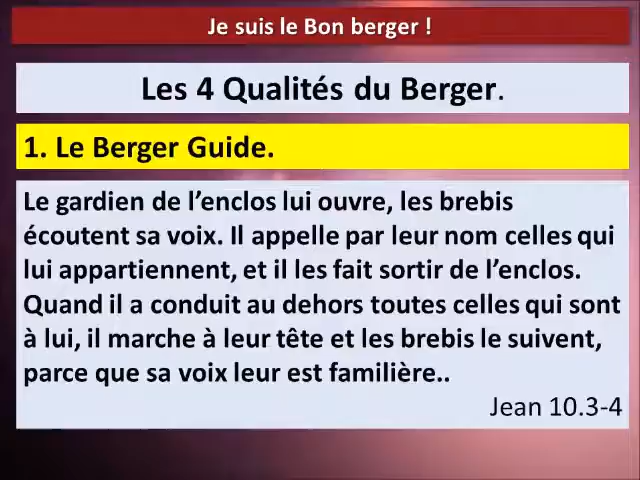 Je suis le Bon berger !
Les 4 Qualités du Berger.
1. Le Berger Guide.
Le gardien de l’enclos lui ouvre, les brebis
écoutent sa voix. Il appelle par leur nom celles qui
lui appartiennent, et il les fait sortir de l’enclos.
Quand il a conduit au dehors toutes celles qui sont
à lui, il marche à leur tête et les brebis le suivent,
parce que sa voix leur est familière..
Jean 10.3-4